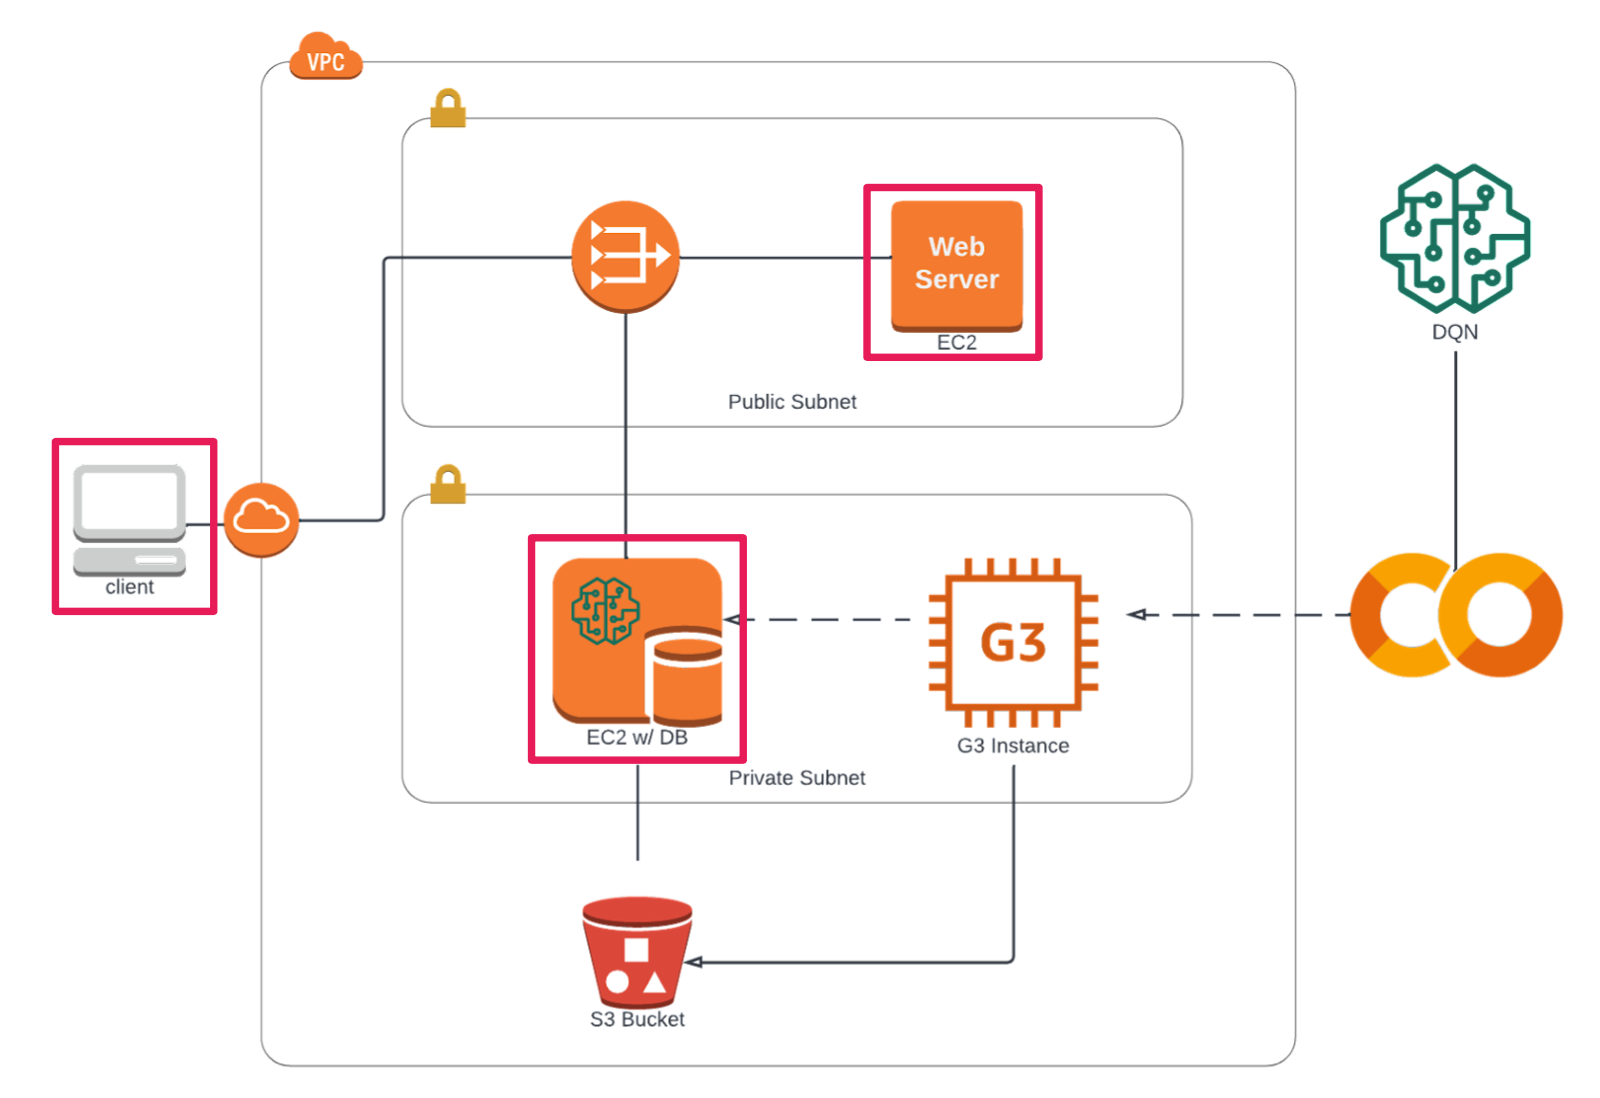 VPC
Web
Server
EC2
DQN
Public Subnet
client
G3
EC2 w/ DB
G3 Instance
Private Subnet
S3 Bucket